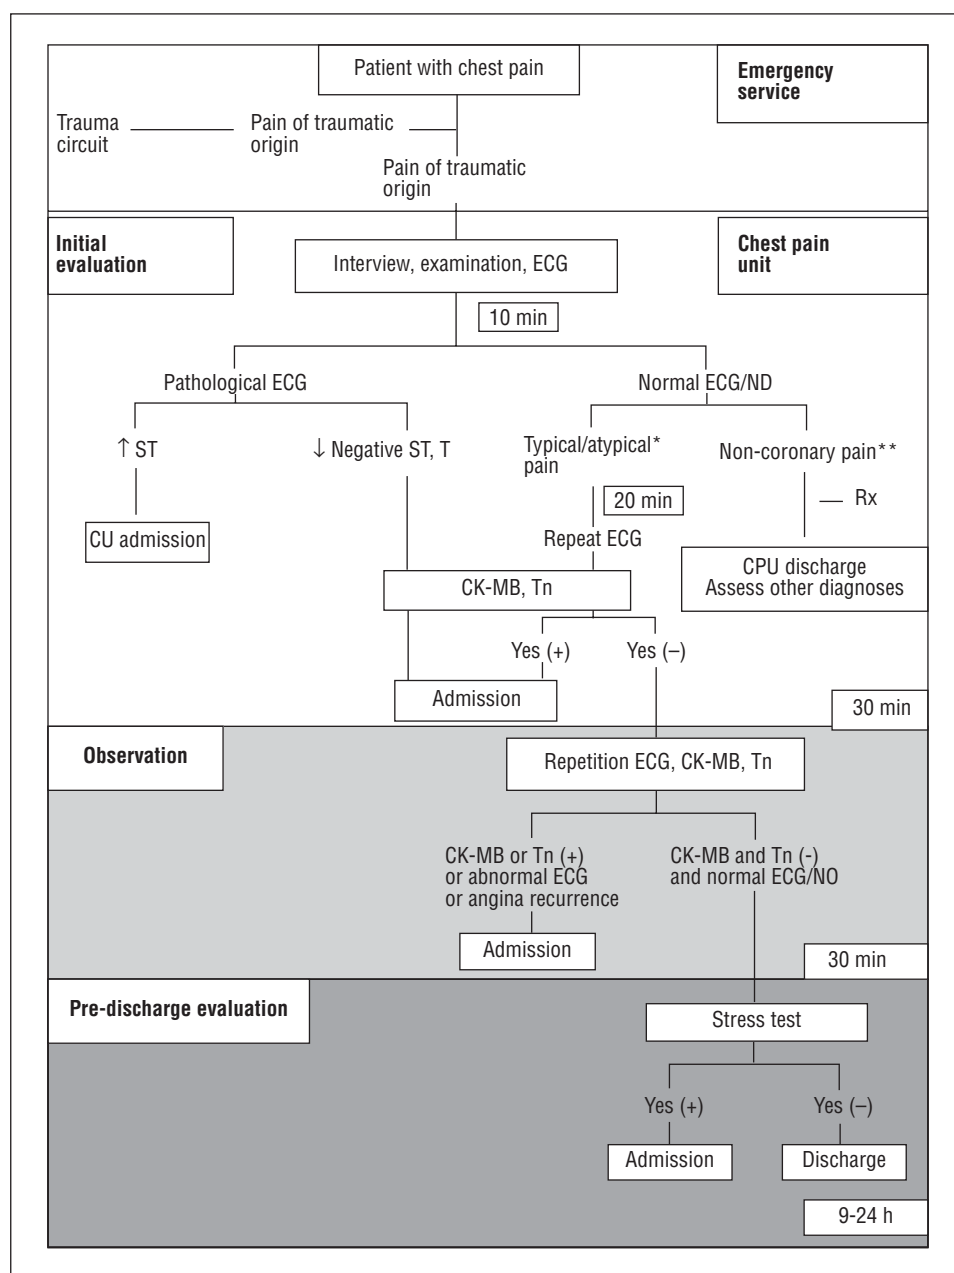 Patient with chest pain
Emergency
service
Trauma
circuit
Pain of traumatic
origin
Pain of traumatic
origin
Initial
evaluation
Interview, examination, ECG
Chest pain
unit
10 min
Pathological ECG
Normal ECG/ND
↑ ST
↓ Negative ST, T
Typical/atypical*
pain
Non-coronary pain**
20 min
Rx
CU admission
Repeat ECG
CPU discharge
Assess other diagnoses
CK-MB, Tn
Yes (+)
Yes (–)
Admission
30 min
Observation
Repetition ECG, CK-MB, Tn
CK-MB or Tn (+)
or abnormal ECG
or angina recurrence
CK-MB and Tn (-)
and normal ECG/NO
Admission
30 min
Pre-discharge evaluation
Stress test
Yes (+)
Yes (–)
Admission
Discharge
9-24 h